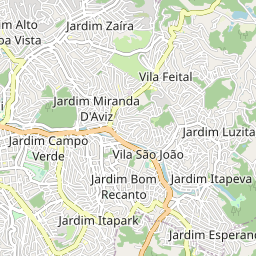 Jardim Zaíra
Jardim Alto
oa Vista
Vila Feital
Jardim Miranda
D'Aviz
Jardim Luzita
Jardim Campo
Verde
Vila São João
Jardim Bom
Recanto
Jardim Itapeva
Jardim Itapark
Jardim Esperan